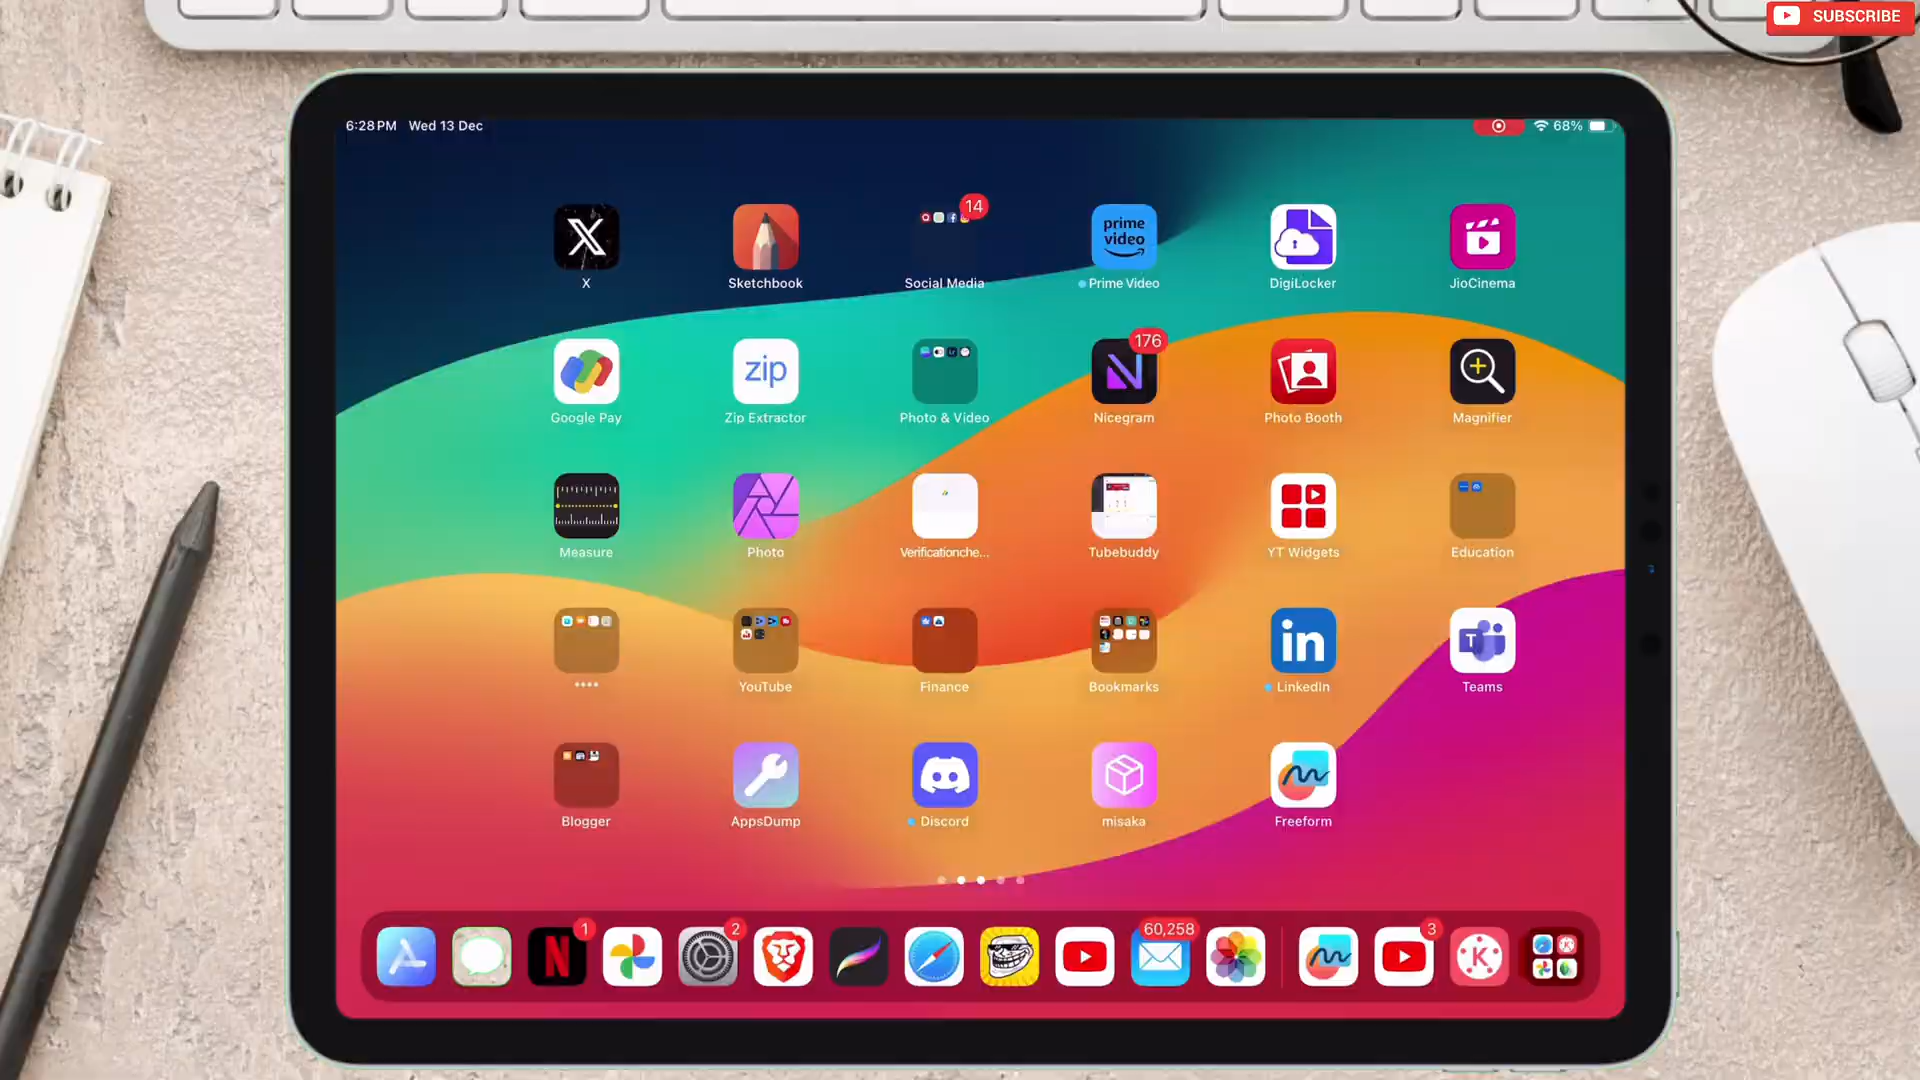 SUBSCRIBE
6:28 PM Wed 13 Dec
68%
14
prime
video
X
Sketchbook
Social Media
Prime Video
DigiLocker
JioCinema
zip
176
Google Pay
Zip Extractor
Photo & Video
Nicegram
Photo Booth
Magnifier
Measure
Photo
Verificationche...
Tubebuddy
YT Widgets
Education
in
T
••••
YouTube
Finance
Bookmarks
LinkedIn
Teams
Blogger
AppsDump
Discord
misaka
Freeform
N
1
2
60,258
3
K